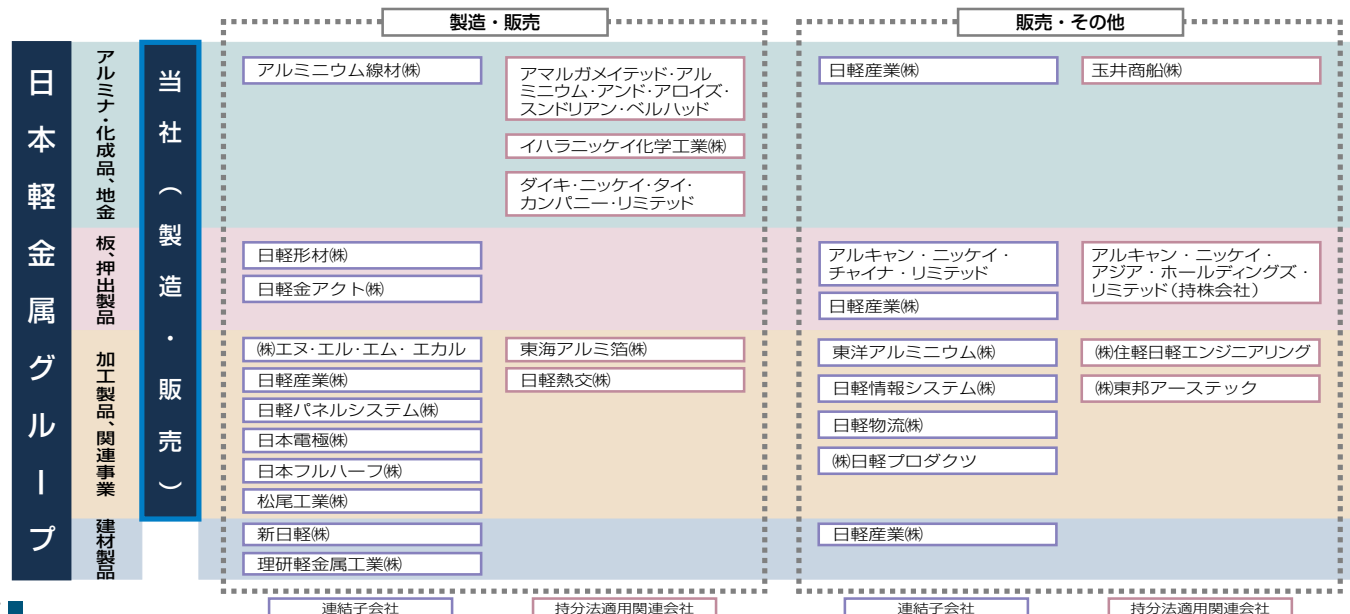 製造・販売
販売・その他
日本軽金属グループ
アルミナ・化成品、地金
当社（製造・販売）
アルミニウム線材㈱
アマルガメイテッド・アル
ミニウム・アンド・アロイズ・
スンドリアン・ベルハッド
イハラニッケイ化学工業㈱
ダイキ・ニッケイ・タイ・
カンパニー・リミテッド
日軽産業㈱
玉井商船㈱
板、押出製品
日軽形材㈱
日軽金アクト㈱
アルキャン・ニッケイ・
チャイナ・リミテッド
日軽産業㈱
アルキャン・ニッケイ・
アジア・ホールディングズ・
リミテッド（持株会社）
加工製品、関連事業
㈱エヌ・エル・エム・エカル
日軽産業㈱
日軽パネルシステム㈱
日本電極㈱
日本フルハーフ㈱
松尾工業㈱
東海アルミ箔㈱
日軽熱交㈱
東洋アルミニウム㈱
日軽情報システム㈱
日軽物流㈱
㈱日軽プロダクツ
㈱住軽日軽エンジニアリング
㈱東邦アーステック
建材製品
新日軽㈱
理研軽金属工業㈱
日軽産業㈱
連結子会社
持分法適用関連会社
連結子会社
持分法適用関連会社